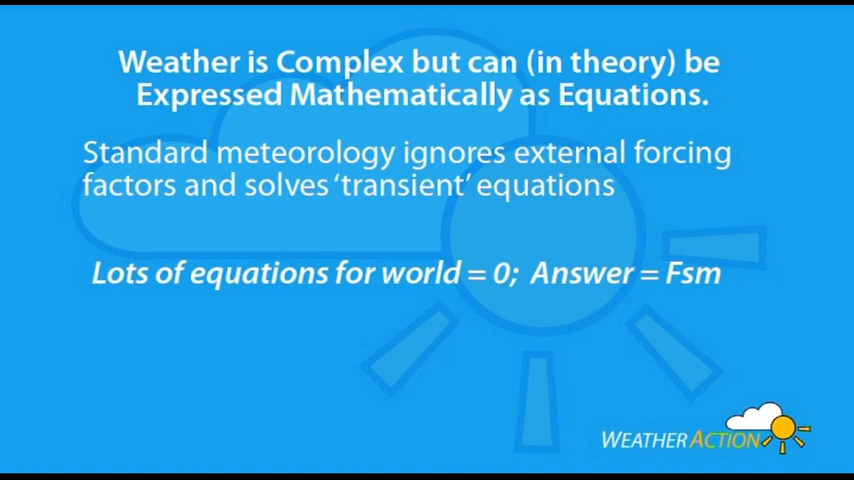 Weather is Complex but can (in theory) be
Expressed Mathematically as Equations.
Standard meteorology ignores external forcing
factors and solves ‘transient’ equations
Lots of equations for world = 0; Answer = Fsm
WEATHERACTION